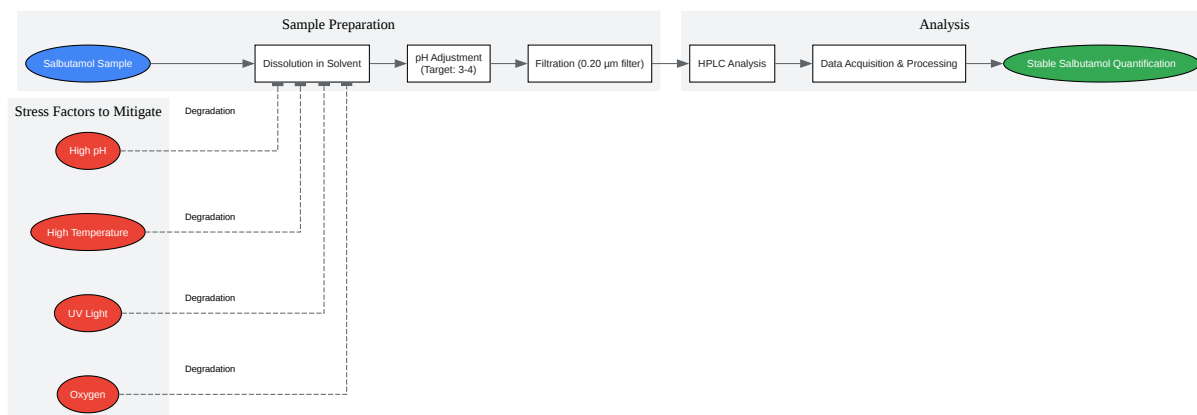 Sample Preparation
Analysis
Salbutamol Sample
Dissolution in Solvent
pH Adjustment
(Target: 3-4)
Filtration (0.20 µm filter)
HPLC Analysis
Data Acquisition & Processing
Stable Salbutamol Quantification
Stress Factors to Mitigate
Degradation
High pH
Degradation
High Temperature
Degradation
UV Light
Degradation
Oxygen